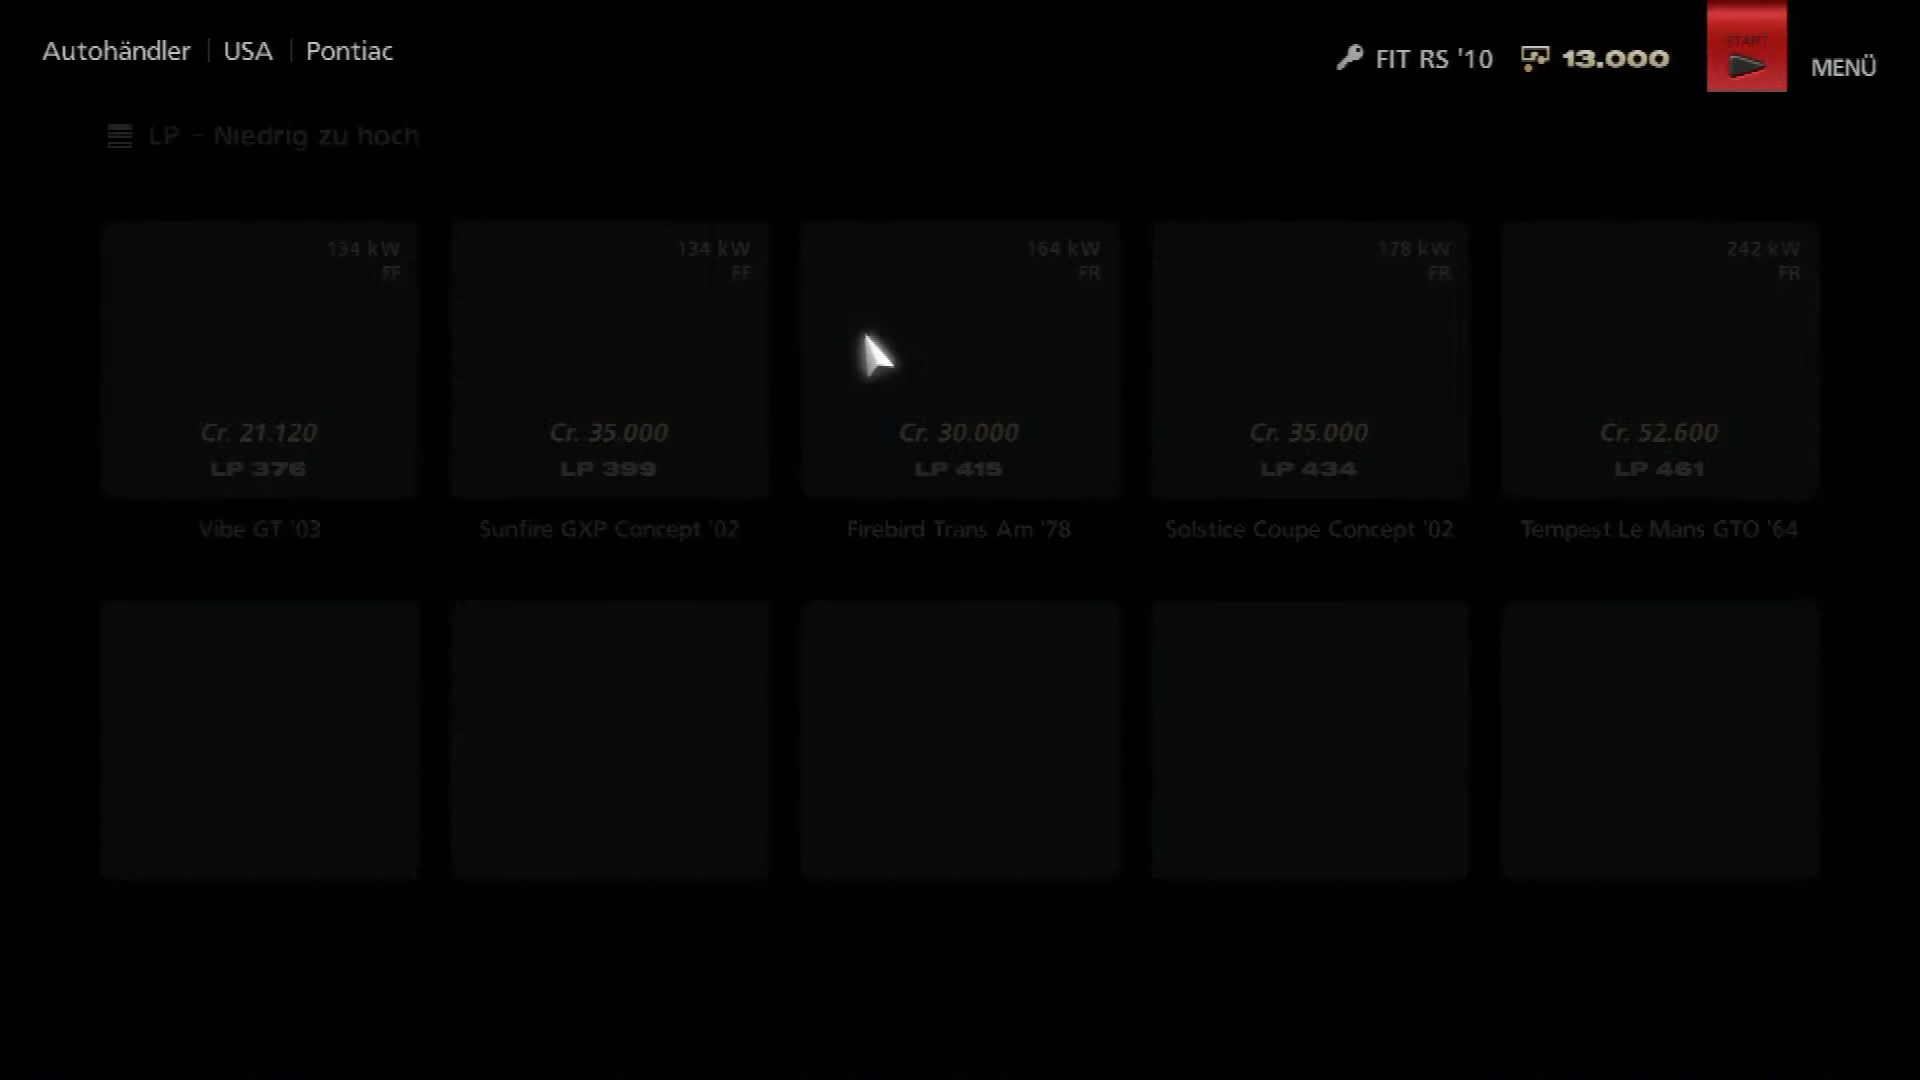 Autohändler | USA | Pontiac
FIT RS '10
13.000
START
MENÜ
LP - Niedrig zu hoch
134 kW
FF
Cr. 21.120
LP 376
Vibe GT '03
134 kW
FF
Cr. 35.000
LP 399
Sunfire GXP Concept '02
164 kW
FR
Cr. 30.000
LP 415
Firebird Trans Am '78
178 kW
FR
Cr. 35.000
LP 434
Solstice Coupe Concept '02
242 kW
FR
Cr. 52.600
LP 461
Tempest Le Mans GTO '64